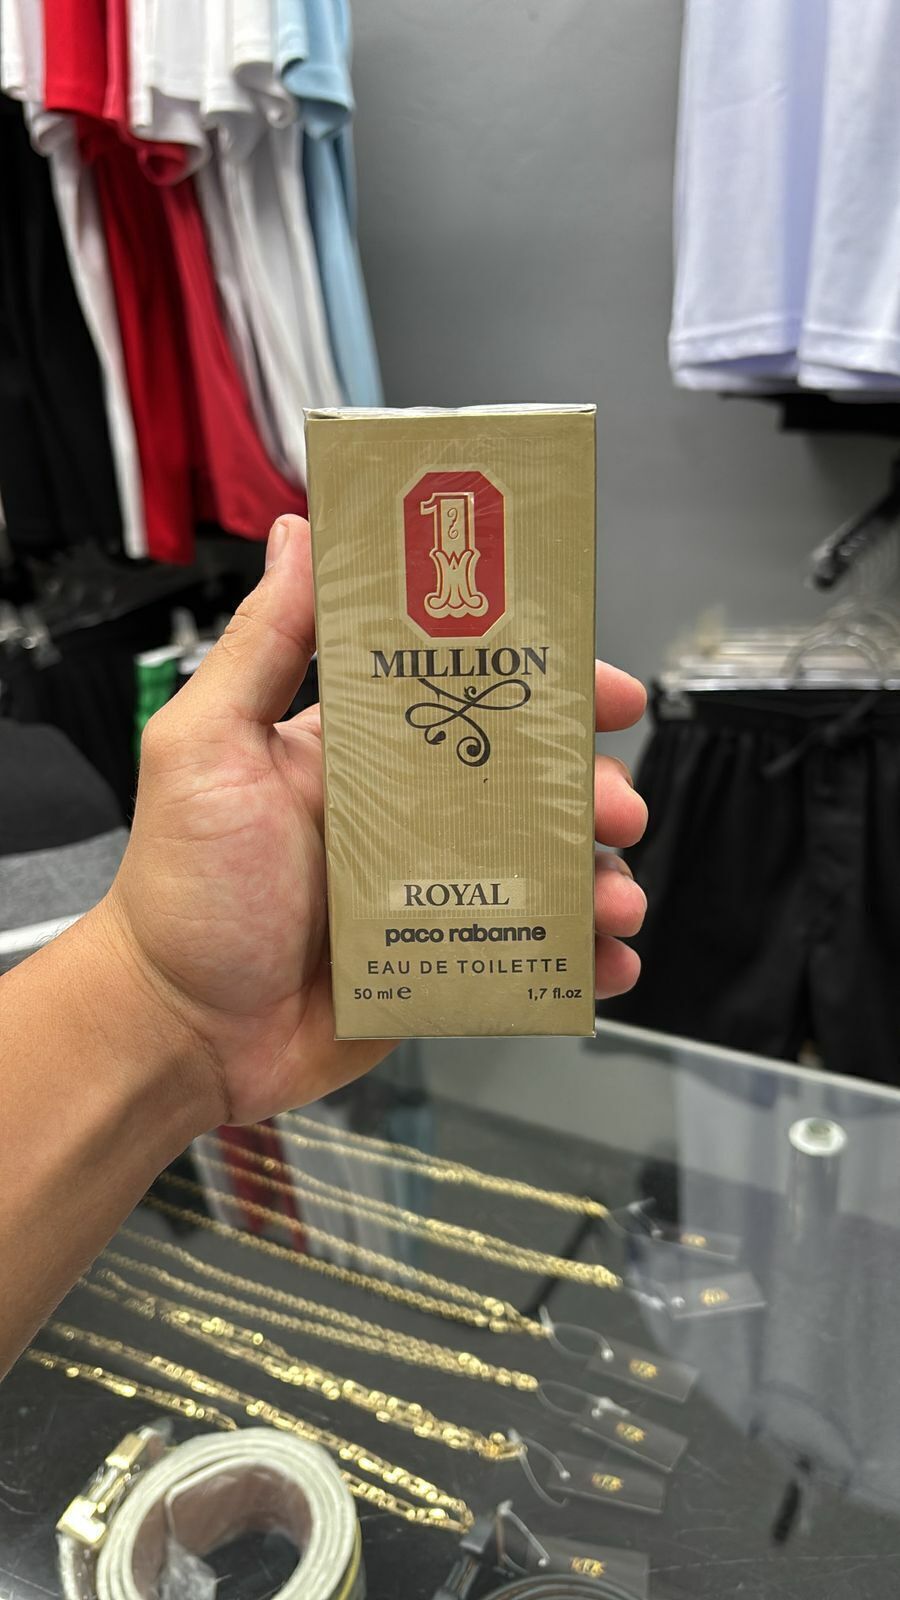 1
MILLION
ROYAL
paco rabanne
EAU DE TOILETTE
50 ml e 1,7 fl.oz